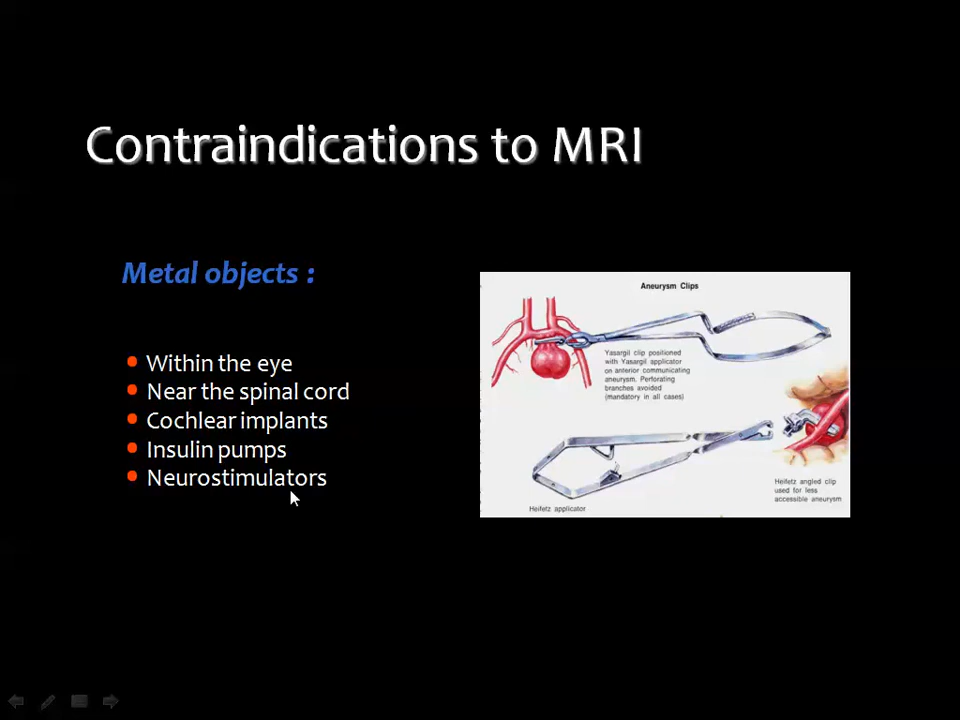 Contraindications to MRI
Metal objects :
Within the eye
Near the spinal cord
Cochlear implants
Insulin pumps
Neurostimulators
Aneurysm Clips
Yasargil clip positioned
with Yasargil applicator
on anterior communicating
aneurysm. Perforating
branches avoided
(mandatory in all cases)
Heifetz angled clip
used for less
accessible aneurysm
Heifetz applicator